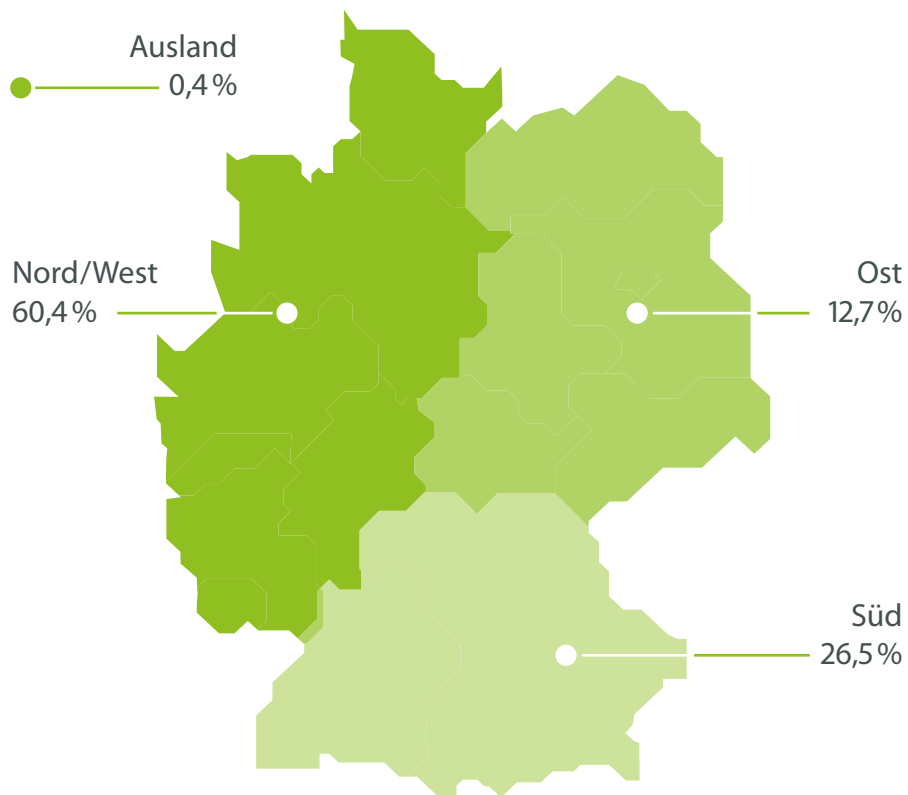 Ausland
0,4 %
Nord/West
60,4 %
Ost
12,7 %
Süd
26,5 %